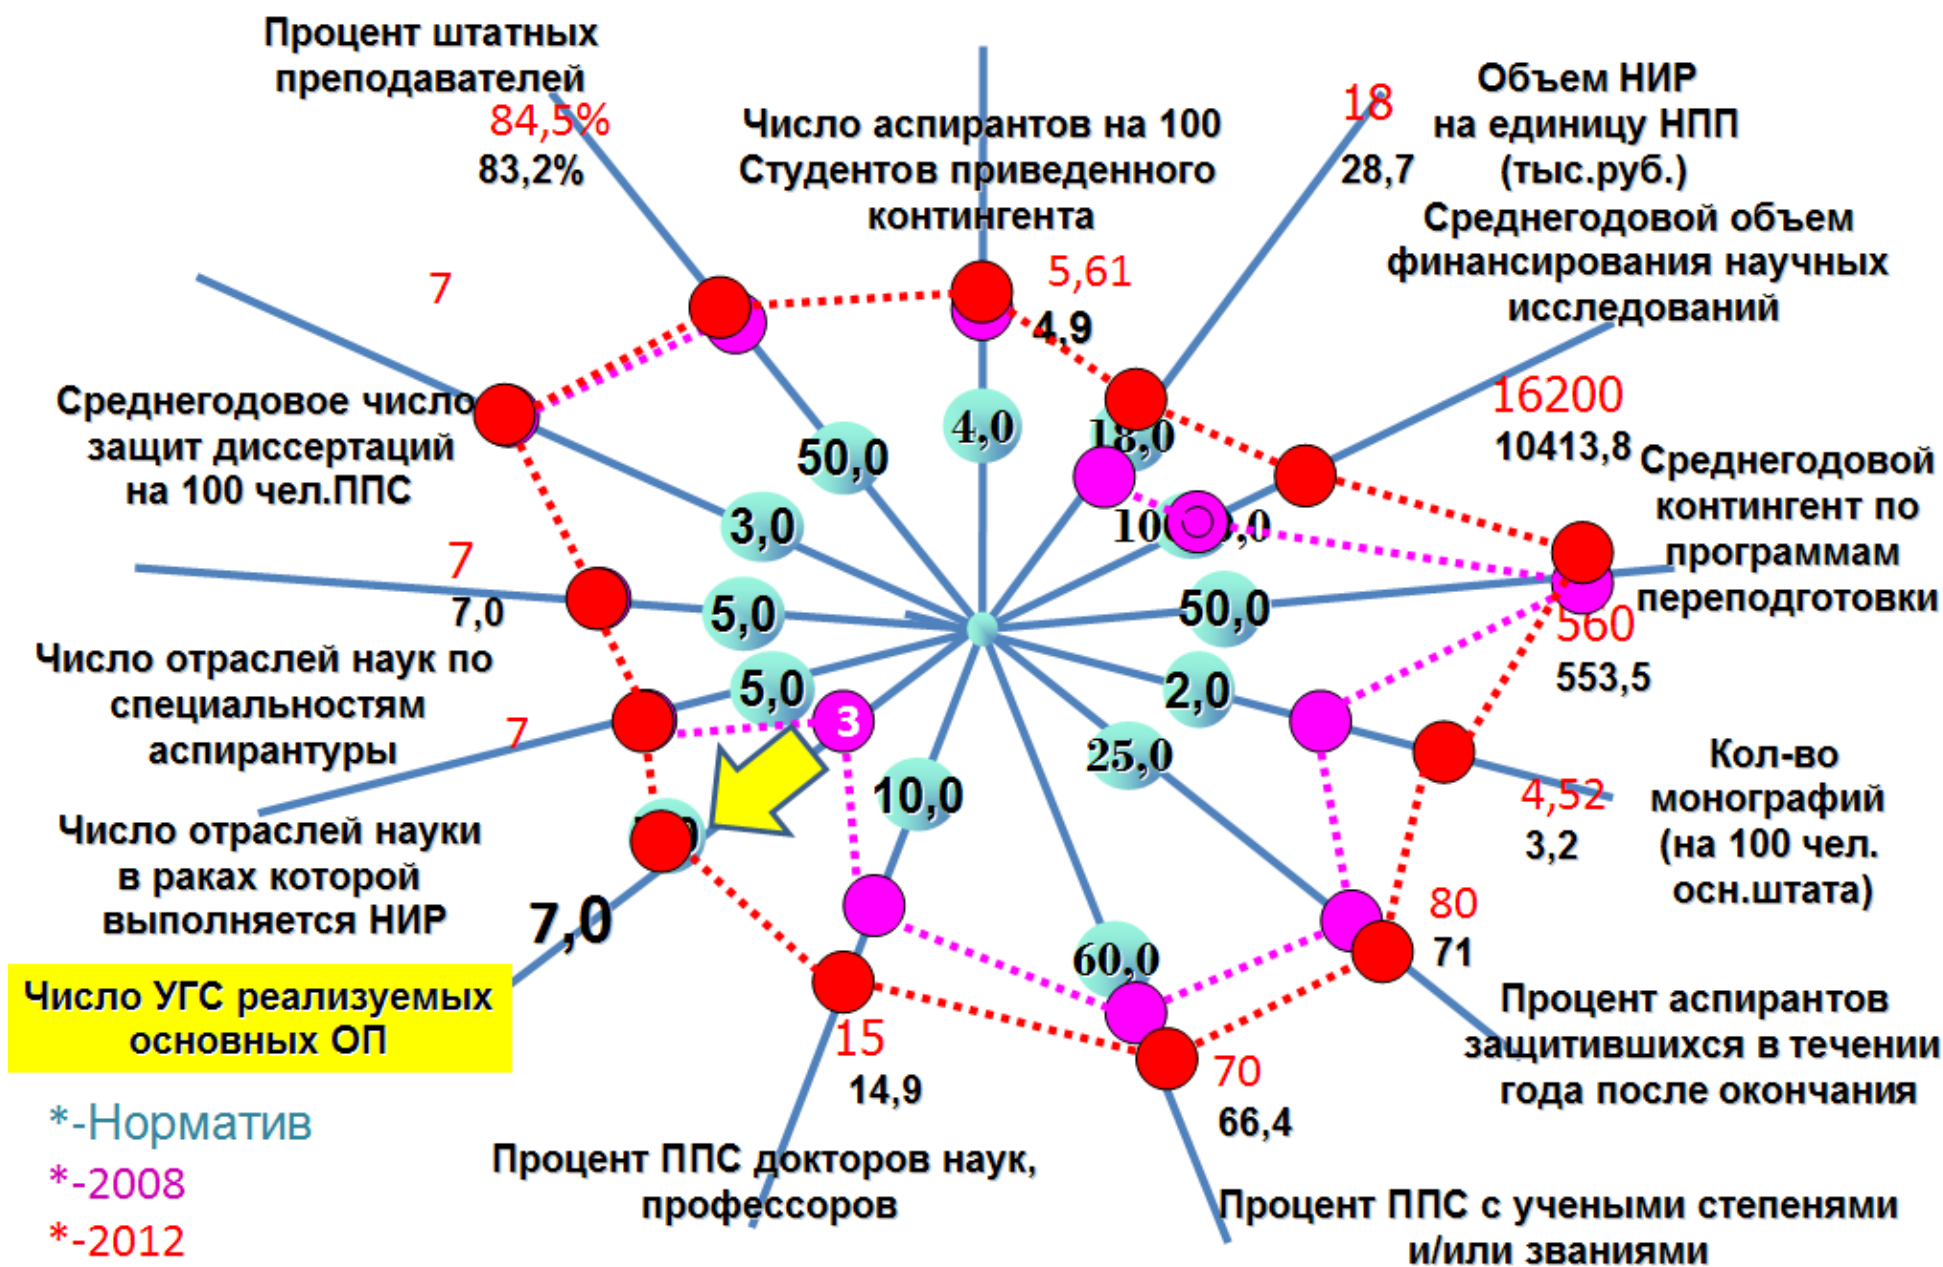 Процент штатных
преподавателей
84,5%
83,2%
Число аспирантов на 100
Студентов приведенного
контингента
5,61
4,9
18
28,7
Объем НИР
на единицу НПП
(тыс.руб.)
Среднегодовой объем
финансирования научных
исследований
16200
10413,8
Среднегодовой
контингент по
программам
переподготовки
560
553,5
7
Среднегодовое число
защит диссертаций
на 100 чел.ППС
50,0
4,0
18,0
3,0
5,0
50,0
5,0
2,0
3
10,0
25,0
60,0
7
7,0
Число отраслей наук по
специальностям
аспирантуры
7
Число отраслей науки
в раках которой
выполняется НИР
7,0
Число УГС реализуемых
основных ОП
Кол-во
монографий
(на 100 чел.
осн.штата)
4,52
3,2
80
71
Процент аспирантов
защитившихся в течении
года после окончания
15
14,9
70
66,4
Процент ППС докторов наук,
профессоров
Процент ППС с учеными степенями
и/или званиями
*-Норматив
*-2008
*-2012